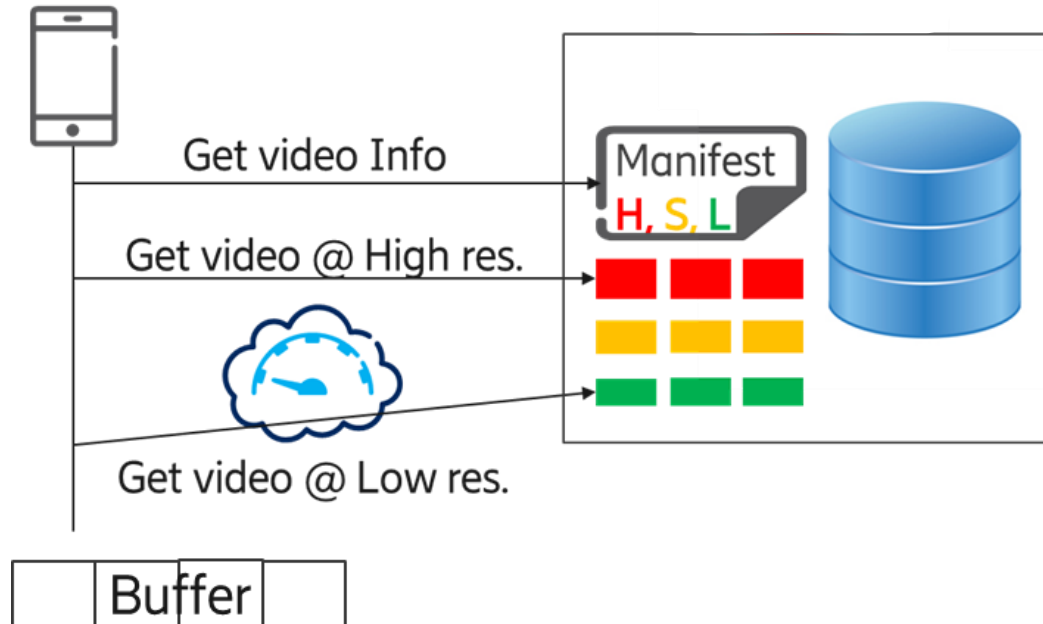 Get video Info
Manifest
H, S, L
Get video @ High res.
Get video @ Low res.
Buffer